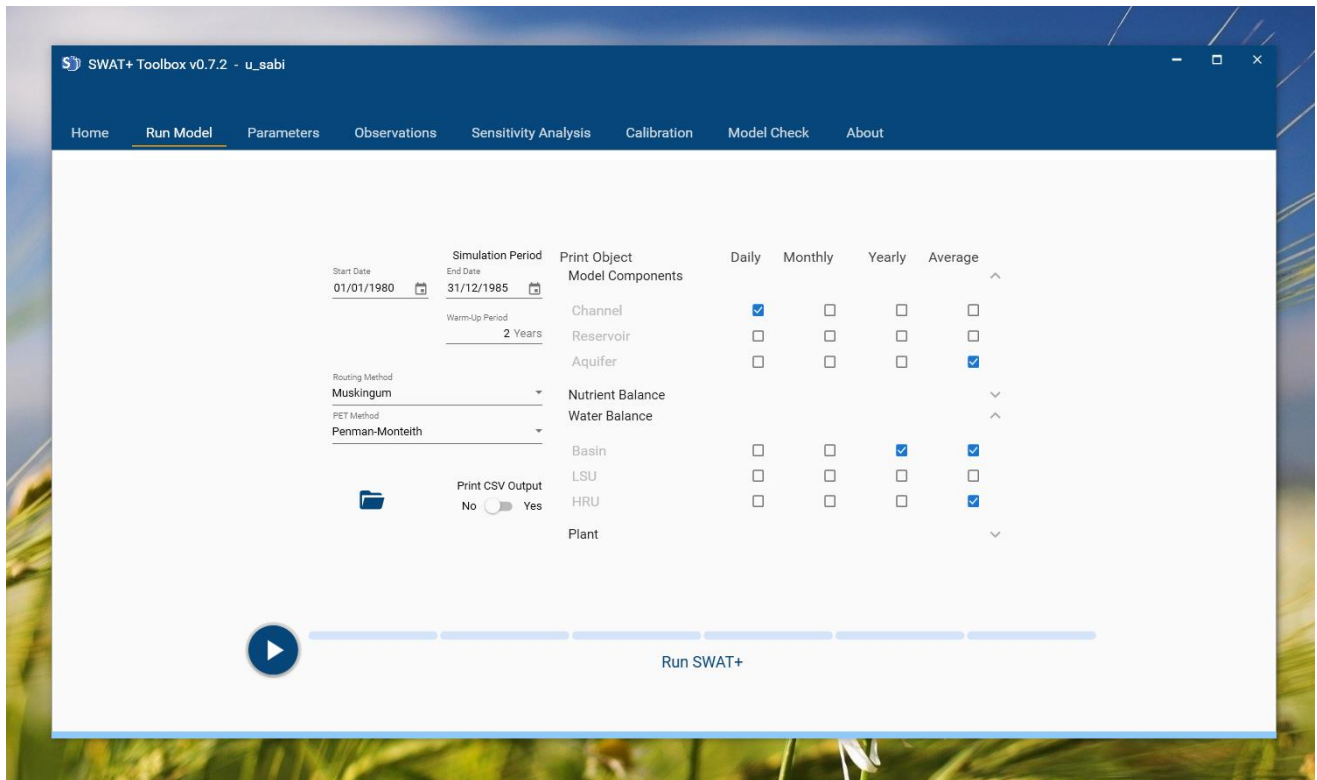 SWAT+ Toolbox v0.7.2 - u_sabi
Home Run Model Parameters Observations Sensitivity Analysis Calibration Model Check About
Simulation Period
Start Date End Date
01/01/1980 31/12/1985
Warm-Up Period
2 Years
Routing Method
Muskingum
PET Method
Penman-Monteith
Print CSV Output
No Yes
Print Object Daily Monthly Yearly Average
Model Components
Channel
Reservoir
Aquifer
Nutrient Balance
Water Balance
Basin
LSU
HRU
Plant
Run SWAT+